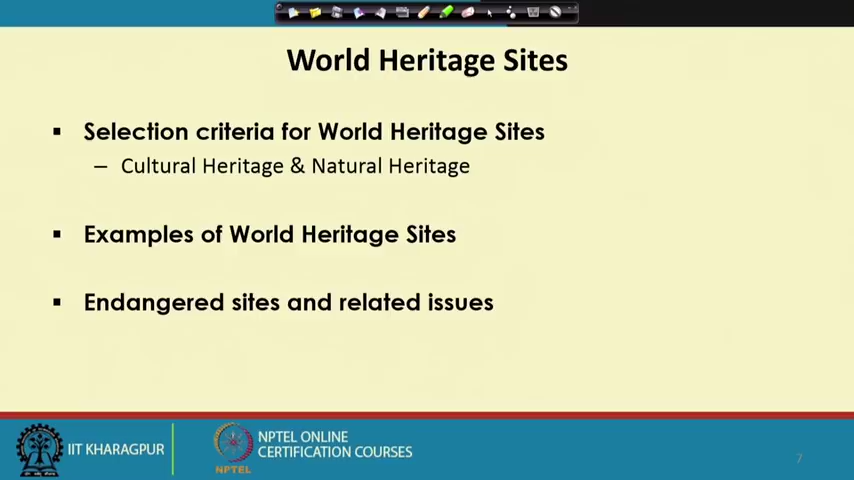 World Heritage Sites
▪ Selection criteria for World Heritage Sites
– Cultural Heritage & Natural Heritage
▪ Examples of World Heritage Sites
▪ Endangered sites and related issues
IIT KHARAGPUR
NPTEL
NPTEL ONLINE
CERTIFICATION COURSES
7